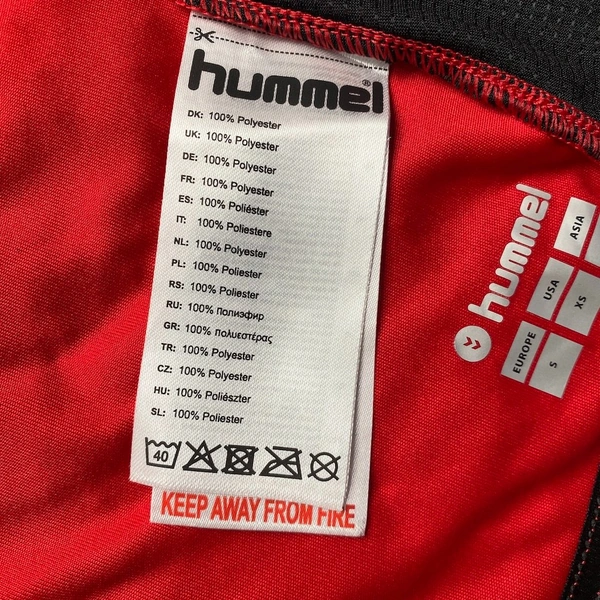 hummel®
DK: 100% Polyester
UK: 100% Polyester
DE: 100% Polyester
FR: 100% Polyester
ES: 100% Poliéster
IT: 100% Poliestere
NL: 100% Polyester
PL: 100% Poliester
RS: 100% Poliester
RU: 100% полиэфир
GR: 100% πολυεστέρας
TR: 100% Polyester
CZ: 100% Polyester
HU: 100% Poliészter
SL: 100% Poliester
40
KEEP AWAY FROM FIRE
hummel
EUROPE USA ASIA
S XS